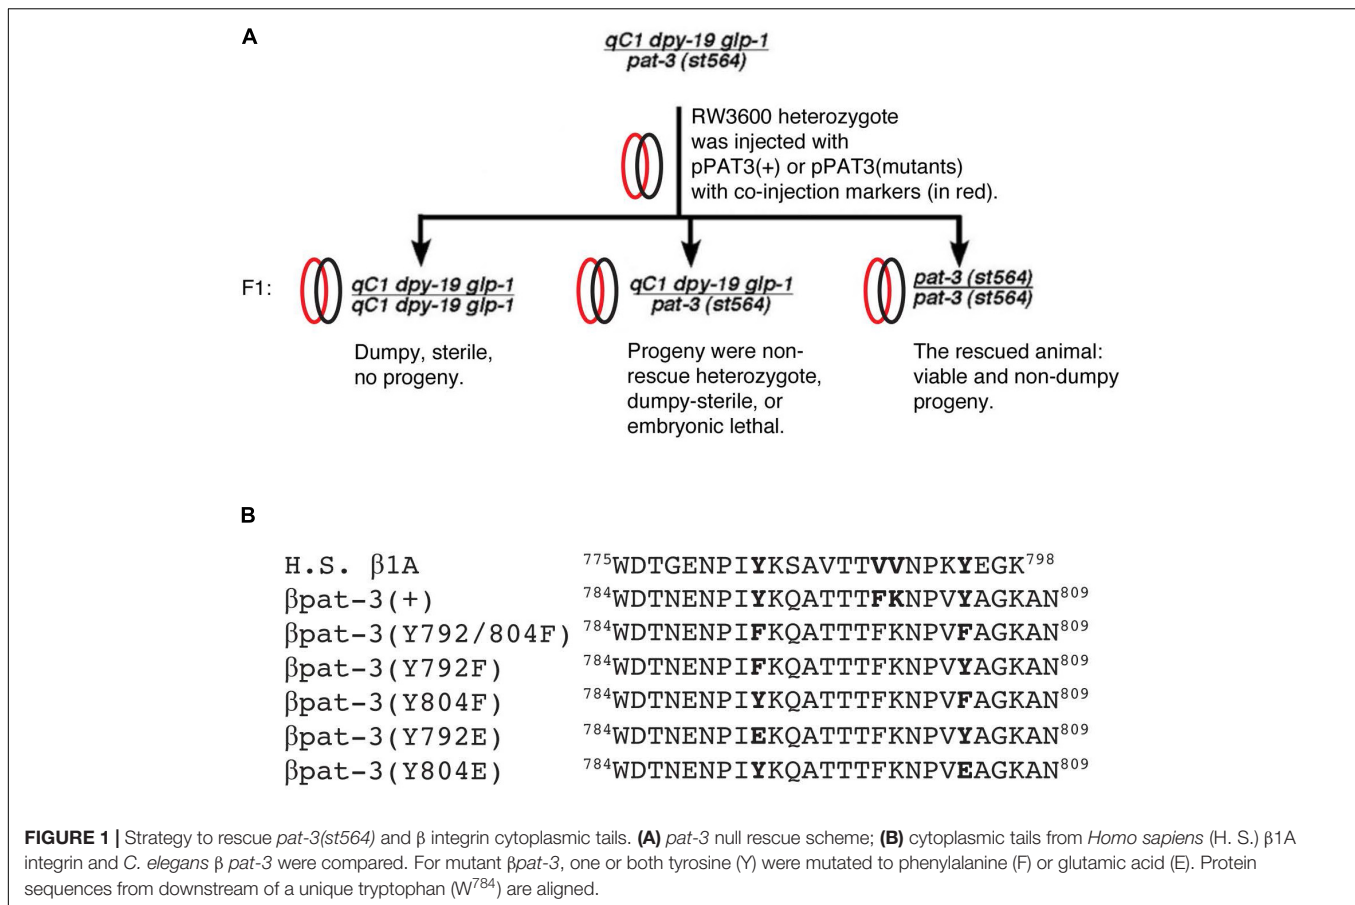 A
qC1 dpy-19 glp-1
pat-3 (st564)
RW3600 heterozygote
was injected with
pPAT3(+) or pPAT3(mutants)
with co-injection markers (in red).
F1:
qC1 dpy-19 glp-1
qC1 dpy-19 glp-1
Dumpy, sterile,
no progeny.
qC1 dpy-19 glp-1
pat-3 (st564)
Progeny were non-
rescue heterozygote,
dumpy-sterile, or
embryonic lethal.
pat-3 (st564)
pat-3 (st564)
The rescued animal:
viable and non-dumpy
progeny.
B
H.S. β1A 775WDTGENPIYKSAVTTVVNPKYEGK798
βpat-3(+) 784WDTNENPIYKQATTTFKNPVYAGKAN809
βpat-3(Y792/804F) 784WDTNENPIFKQATTTFKNPVFAGKAN809
βpat-3(Y792F) 784WDTNENPIFKQATTTFKNPVYAGKAN809
βpat-3(Y804F) 784WDTNENPIYKQATTTFKNPVFAGKAN809
βpat-3(Y792E) 784WDTNENPIEKQATTTFKNPVYAGKAN809
βpat-3(Y804E) 784WDTNENPIYKQATTTFKNPVEAGKAN809
FIGURE 1 | Strategy to rescue pat-3(st564) and β integrin cytoplasmic tails. (A) pat-3 null rescue scheme; (B) cytoplasmic tails from Homo sapiens (H. S.) β1A
integrin and C. elegans β pat-3 were compared. For mutant βpat-3, one or both tyrosine (Y) were mutated to phenylalanine (F) or glutamic acid (E). Protein
sequences from downstream of a unique tryptophan (W784) are aligned.